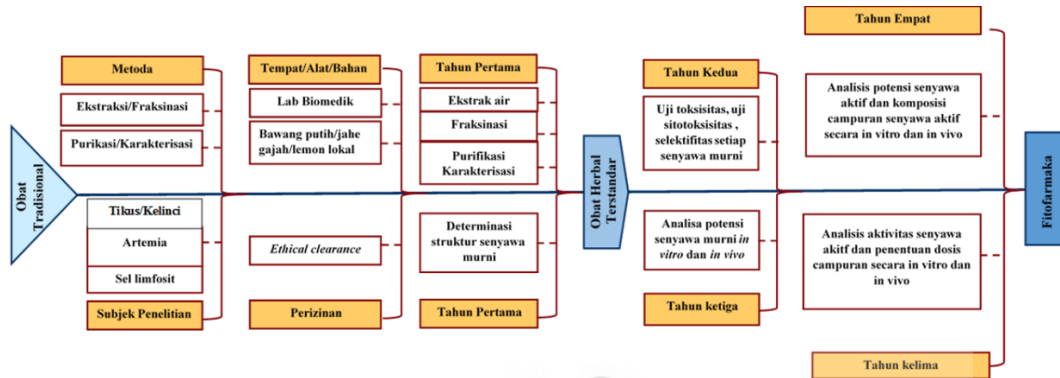 Tahun Empat
Metoda
Tempat/Alat/Bahan
Tahun Pertama
Tahun Kedua
Ekstraksi/Fraksinasi
Purikasi/Karakterisasi
Lab Biomedik
Bawang putih/jahe
gajah/lemon lokal
Ekstrak air
Fraksinasi
Purifikasi
Karakterisasi
Uji toksisitas, uji
sitotoksisitas ,
selektifitas setiap
senyawa murni
Analisis potensi senyawa
aktif dan komposisi
campuran senyawa aktif
secara in vitro dan in vivo
Obat
Tradisional
Obat Herbal
Terstandar
Fitofarmaka
Tikus/Kelinci
Artemia
Sel limfosit
Ethical clearance
Determinasi
struktur senyawa
murni
Analisa potensi
senyawa murni in
vitro dan in vivo
Analisis aktivitas senyawa
akitf dan penentuan dosis
campuran secara in vitro dan
in vivo
Subjek Penelitian
Perizinan
Tahun Pertama
Tahun ketiga
Tahun kelima